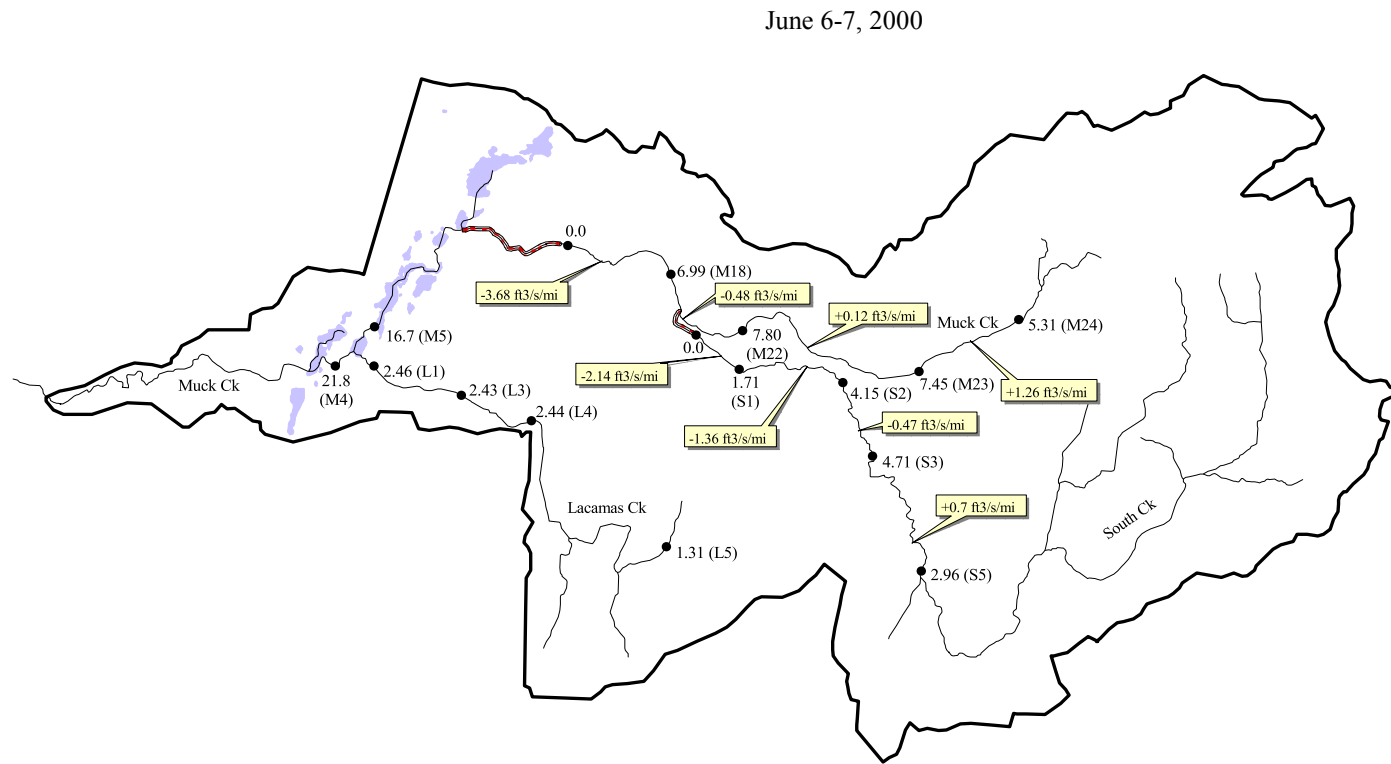 June 6-7, 2000
0.0
6.99 (M18)
-3.68 ft3/s/mi
-0.48 ft3/s/mi
+0.12 ft3/s/mi
Muck Ck
5.31 (M24)
16.7 (M5)
7.80
(M22)
0.0
-2.14 ft3/s/mi
Muck Ck
21.8
(M4)
2.46 (L1)
2.43 (L3)
1.71
(S1)
4.15 (S2)
7.45 (M23)
+1.26 ft3/s/mi
2.44 (L4)
-0.47 ft3/s/mi
-1.36 ft3/s/mi
4.71 (S3)
Lacamas Ck
+0.7 ft3/s/mi
South Ck
1.31 (L5)
2.96 (S5)